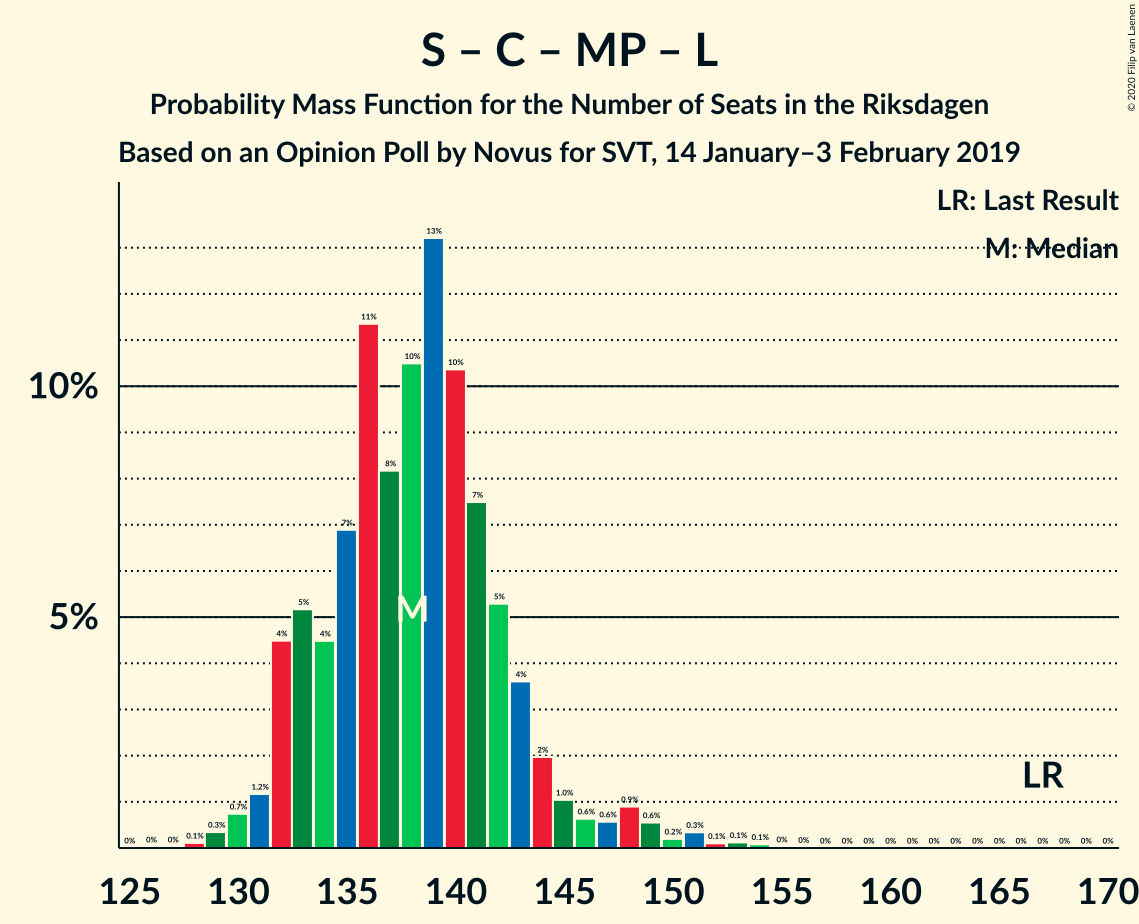 S – C – MP – L
Probability Mass Function for the Number of Seats in the Riksdagen
Based on an Opinion Poll by Novus for SVT, 14 January–3 February 2019
© 2020 Filip van Laenen
LR: Last Result
M: Median
10%
5%
0% 0% 0% 0.1% 0.3% 0.7% 1.2% 4% 5% 4% 7% 11% 8% 10% 13% 10% 7% 5% 4% 2% 1.0% 0.6% 0.6% 0.9% 0.6% 0.2% 0.3% 0.1% 0.1% 0.1% 0% 0% 0% 0% 0% 0% 0% 0% 0% 0% 0% 0% 0% 0% 0% 0%
M
LR
125 130 135 140 145 150 155 160 165 170